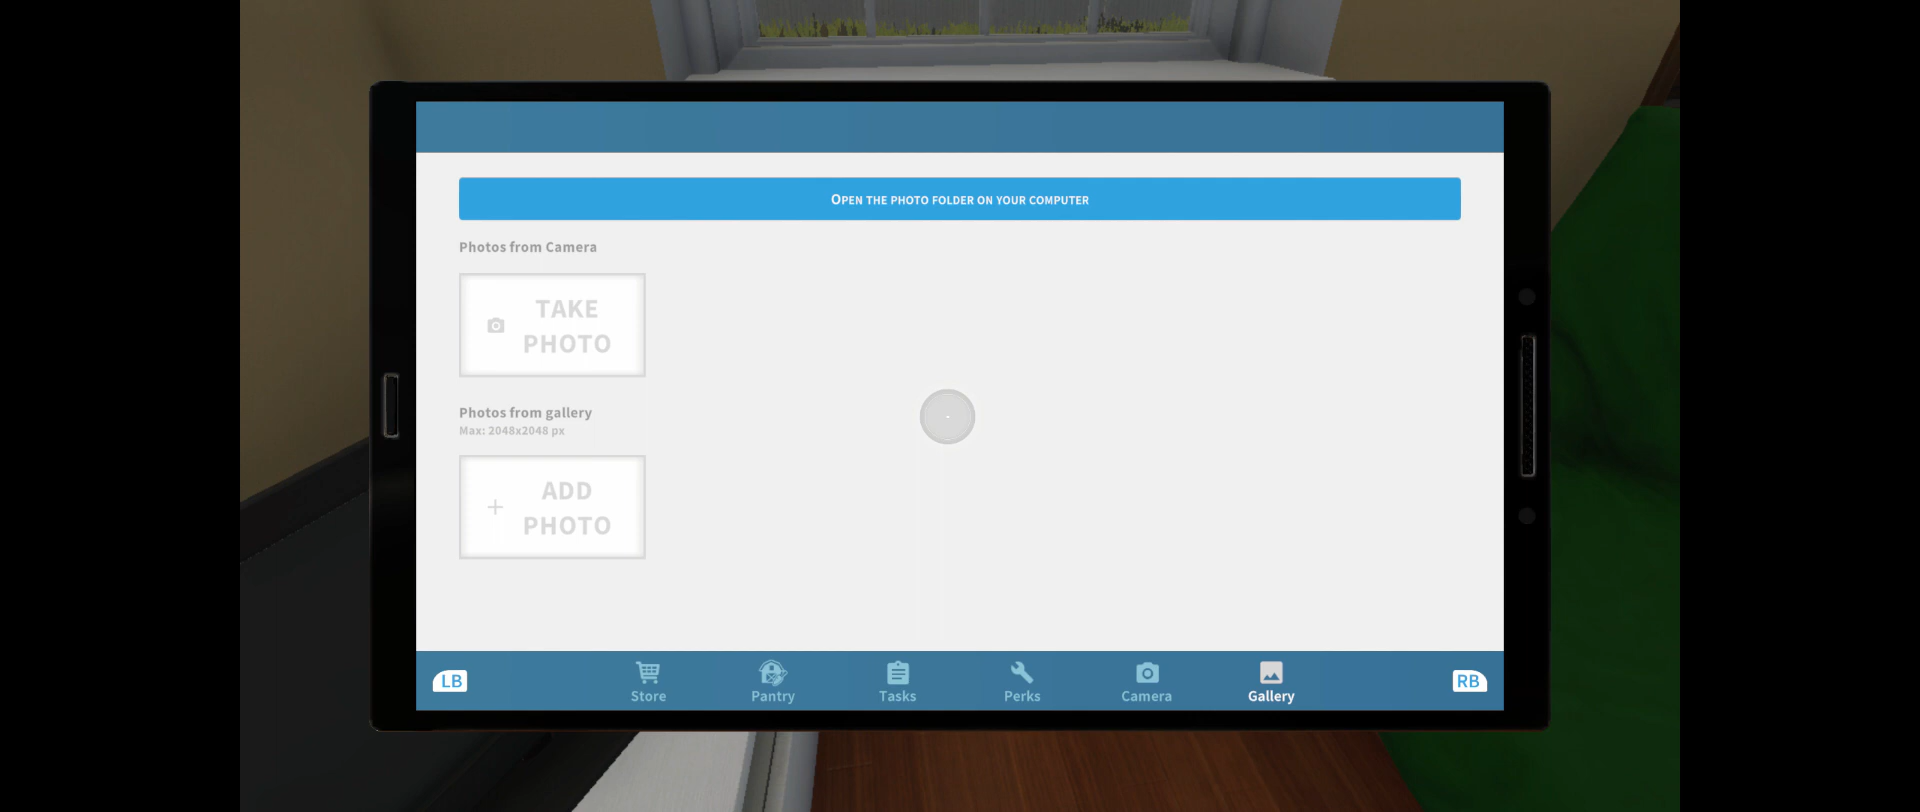 OPEN THE PHOTO FOLDER ON YOUR COMPUTER
Photos from Camera
TAKE
PHOTO
Photos from gallery
Max: 2048x2048 px
ADD
PHOTO
LB
Store
Pantry
Tasks
Perks
Camera
Gallery
RB